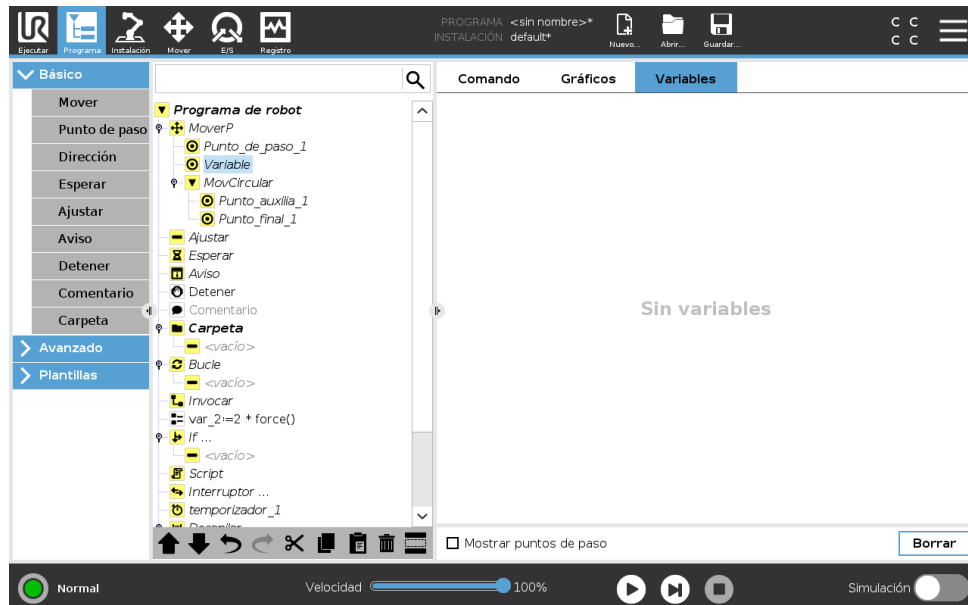 PROGRAMA <sin nombre>*
INSTALACIÓN default*
Ejecutar Programa Instalación Mover E/S Registro Nuevo... Abrir... Guardar...
C C
C C
Básico
Mover
Punto de paso
Dirección
Esperar
Ajustar
Aviso
Detener
Comentario
Carpeta
Avanzado
Plantillas
Programa de robot
MoverP
Punto_de_paso_1
Variable
MovCircular
Punto_auxilia_1
Punto_final_1
Ajustar
Esperar
Aviso
Detener
Comentario
Carpeta
<vacío>
Bucle
<vacío>
Invocar
var_2:=2 * force()
If ...
<vacío>
Script
Interruptor ...
temporizador_1
Comando Gráficos Variables
Sin variables
Mostrar puntos de paso Borrar
Normal Velocidad 100% Simulación